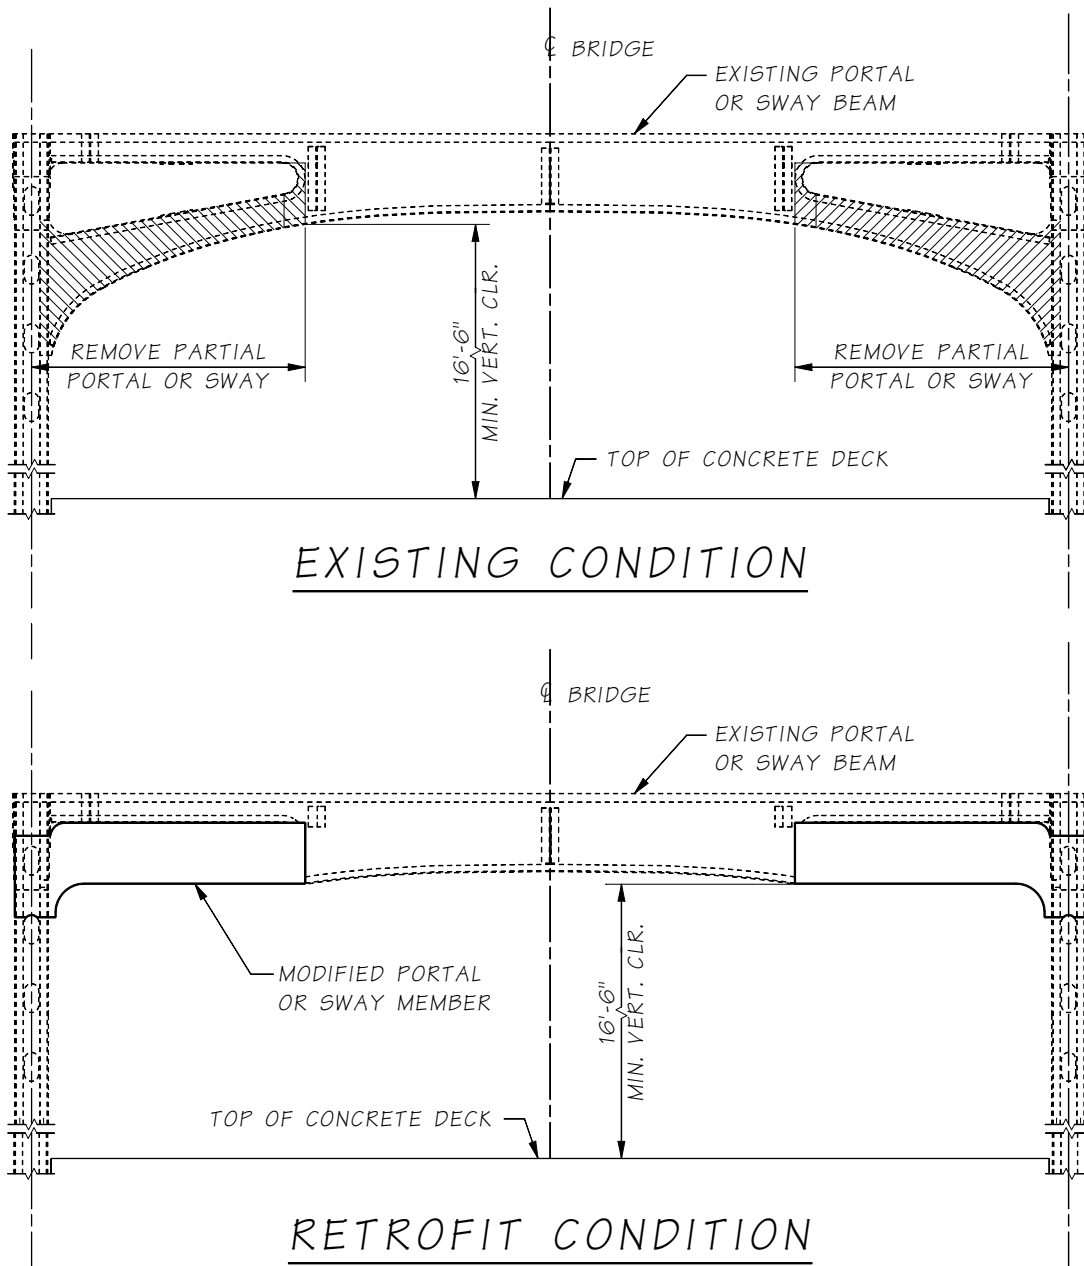 ℄ BRIDGE
EXISTING PORTAL
OR SWAY BEAM
16'-6"
MIN. VERT. CLR.
REMOVE PARTIAL
PORTAL OR SWAY
REMOVE PARTIAL
PORTAL OR SWAY
TOP OF CONCRETE DECK
EXISTING CONDITION
℄ BRIDGE
EXISTING PORTAL
OR SWAY BEAM
MODIFIED PORTAL
OR SWAY MEMBER
16'-6"
MIN. VERT. CLR.
TOP OF CONCRETE DECK
RETROFIT CONDITION